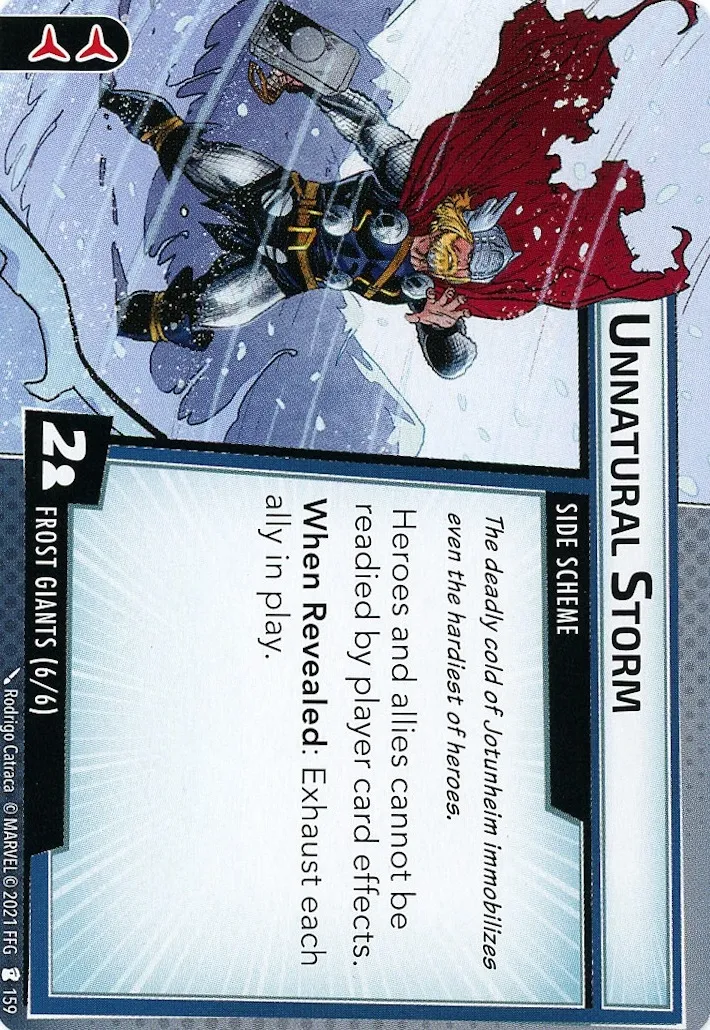 UNNATURAL STORM
SIDE SCHEME
The deadly cold of Jotunheim immobilizes
even the hardiest of heroes.
Heroes and allies cannot be
readied by player card effects.
When Revealed: Exhaust each
ally in play.
2
FROST GIANTS (6/6)
Rodrigo Catraca © MARVEL © 2021 FFG 159